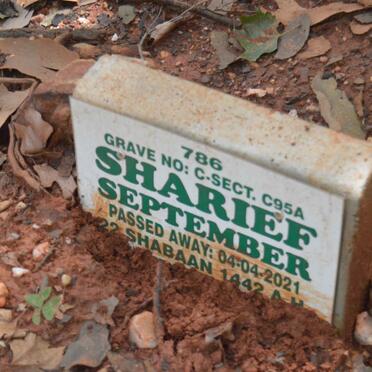 786
GRAVE NO: C-SECT. C95A
SHARIEF
SEPTEMBER
PASSED AWAY: 04-04-2021
22 SHABAAN 1442 A.H